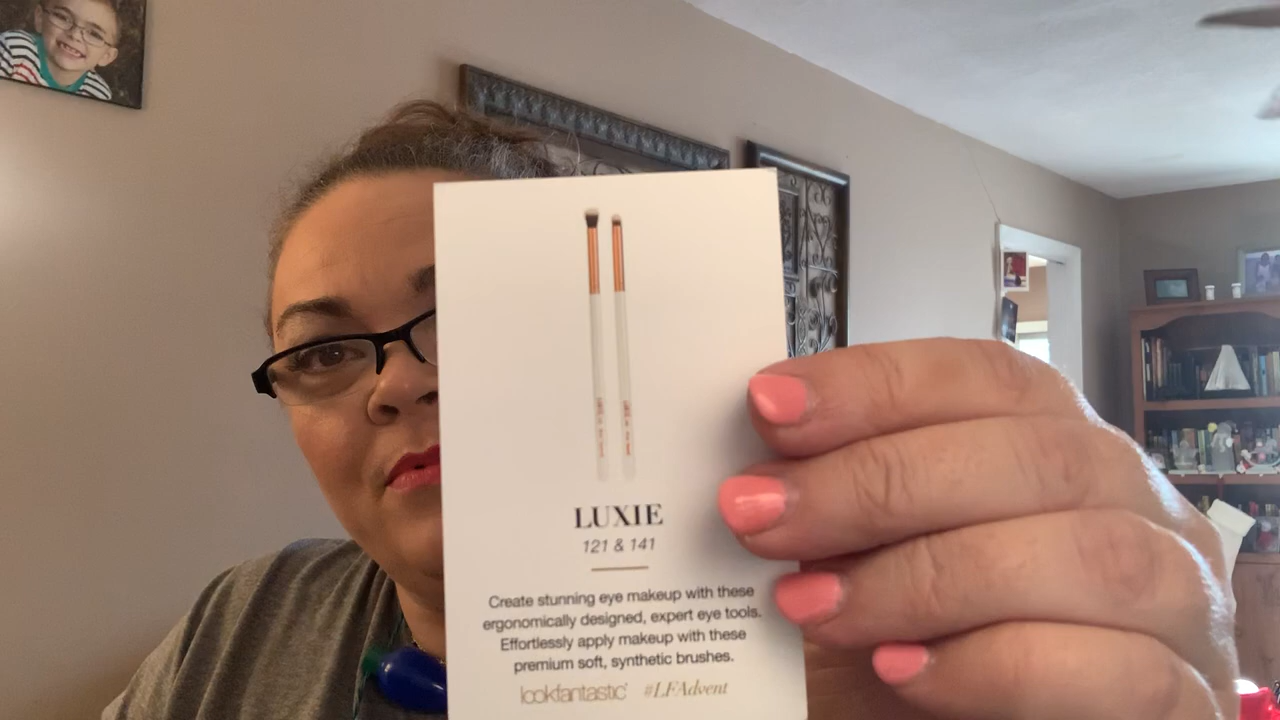 LUXIE
121 & 141
Create stunning eye makeup with these
ergonomically designed, expert eye tools.
Effortlessly apply makeup with these
premium soft, synthetic brushes.
lookfantastic #LFAdvent